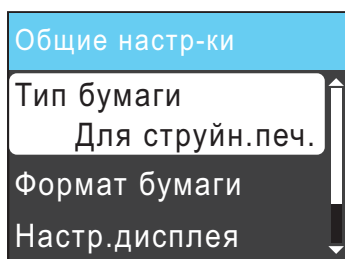 Общие настр-ки
Тип бумаги
Для струйн.печ.
Формат бумаги
Настр.дисплея